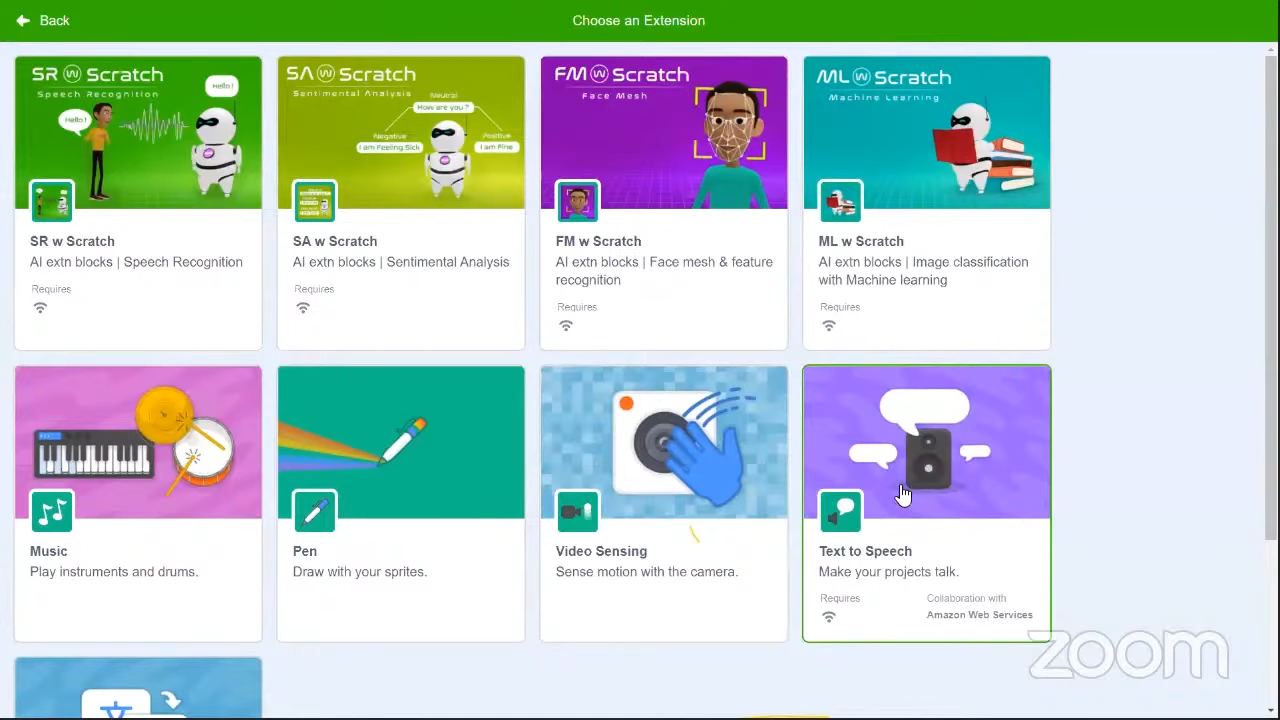 Back
Choose an Extension
SR w Scratch
Speech Recognition
Hello !
Hello !
SR w Scratch
AI extn blocks | Speech Recognition
Requires
SA w Scratch
Sentimental Analysis
Neutral
How are you ?
Negative
Positive
I am Feeling Sick
I am Fine
SA w Scratch
AI extn blocks | Sentimental Analysis
Requires
FM w Scratch
Face Mesh
FM w Scratch
AI extn blocks | Face mesh & feature
recognition
Requires
ML w Scratch
Machine Learning
ML w Scratch
AI extn blocks | Image classification
with Machine learning
Requires
Music
Play instruments and drums.
Pen
Draw with your sprites.
Video Sensing
Sense motion with the camera.
Text to Speech
Make your projects talk.
Requires
Collaboration with
Amazon Web Services
zoom